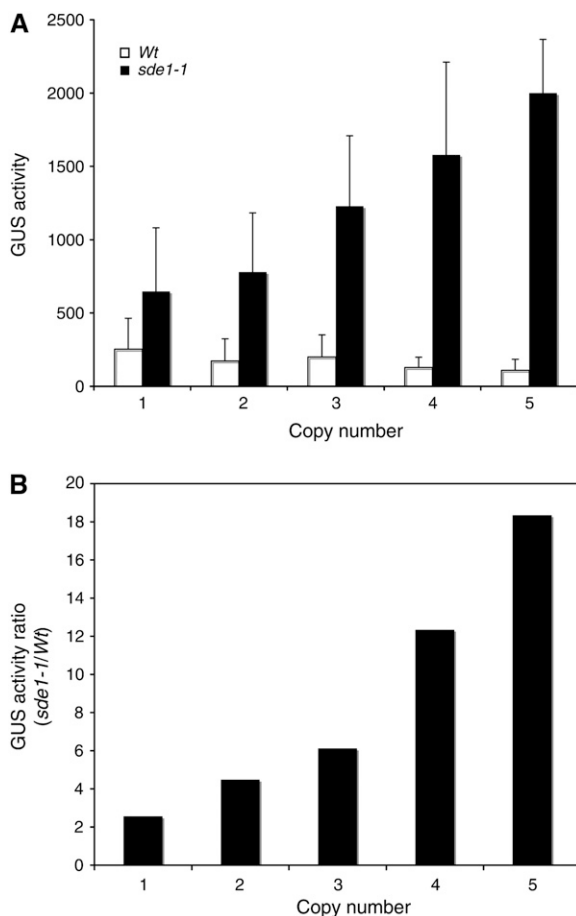 A
2500
2000
1500
1000
500
0
GUS activity
Wt
sde1-1
1 2 3 4 5
Copy number
B
20
18
16
14
12
10
8
6
4
2
0
GUS activity ratio
(sde1-1/Wt)
1 2 3 4 5
Copy number